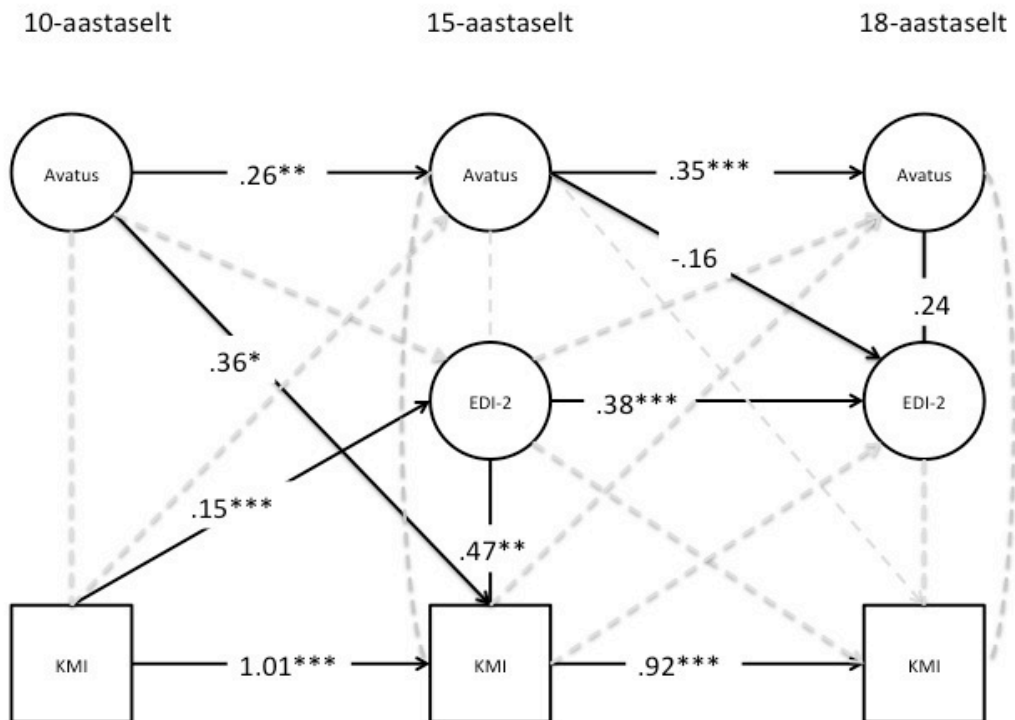 10-aastaselt 15-aastaselt 18-aastaselt
Avatus .26** Avatus .35*** Avatus
-.16
.24
.36*
EDI-2 .38*** EDI-2
.15***
.47**
KMI 1.01*** KMI .92*** KMI